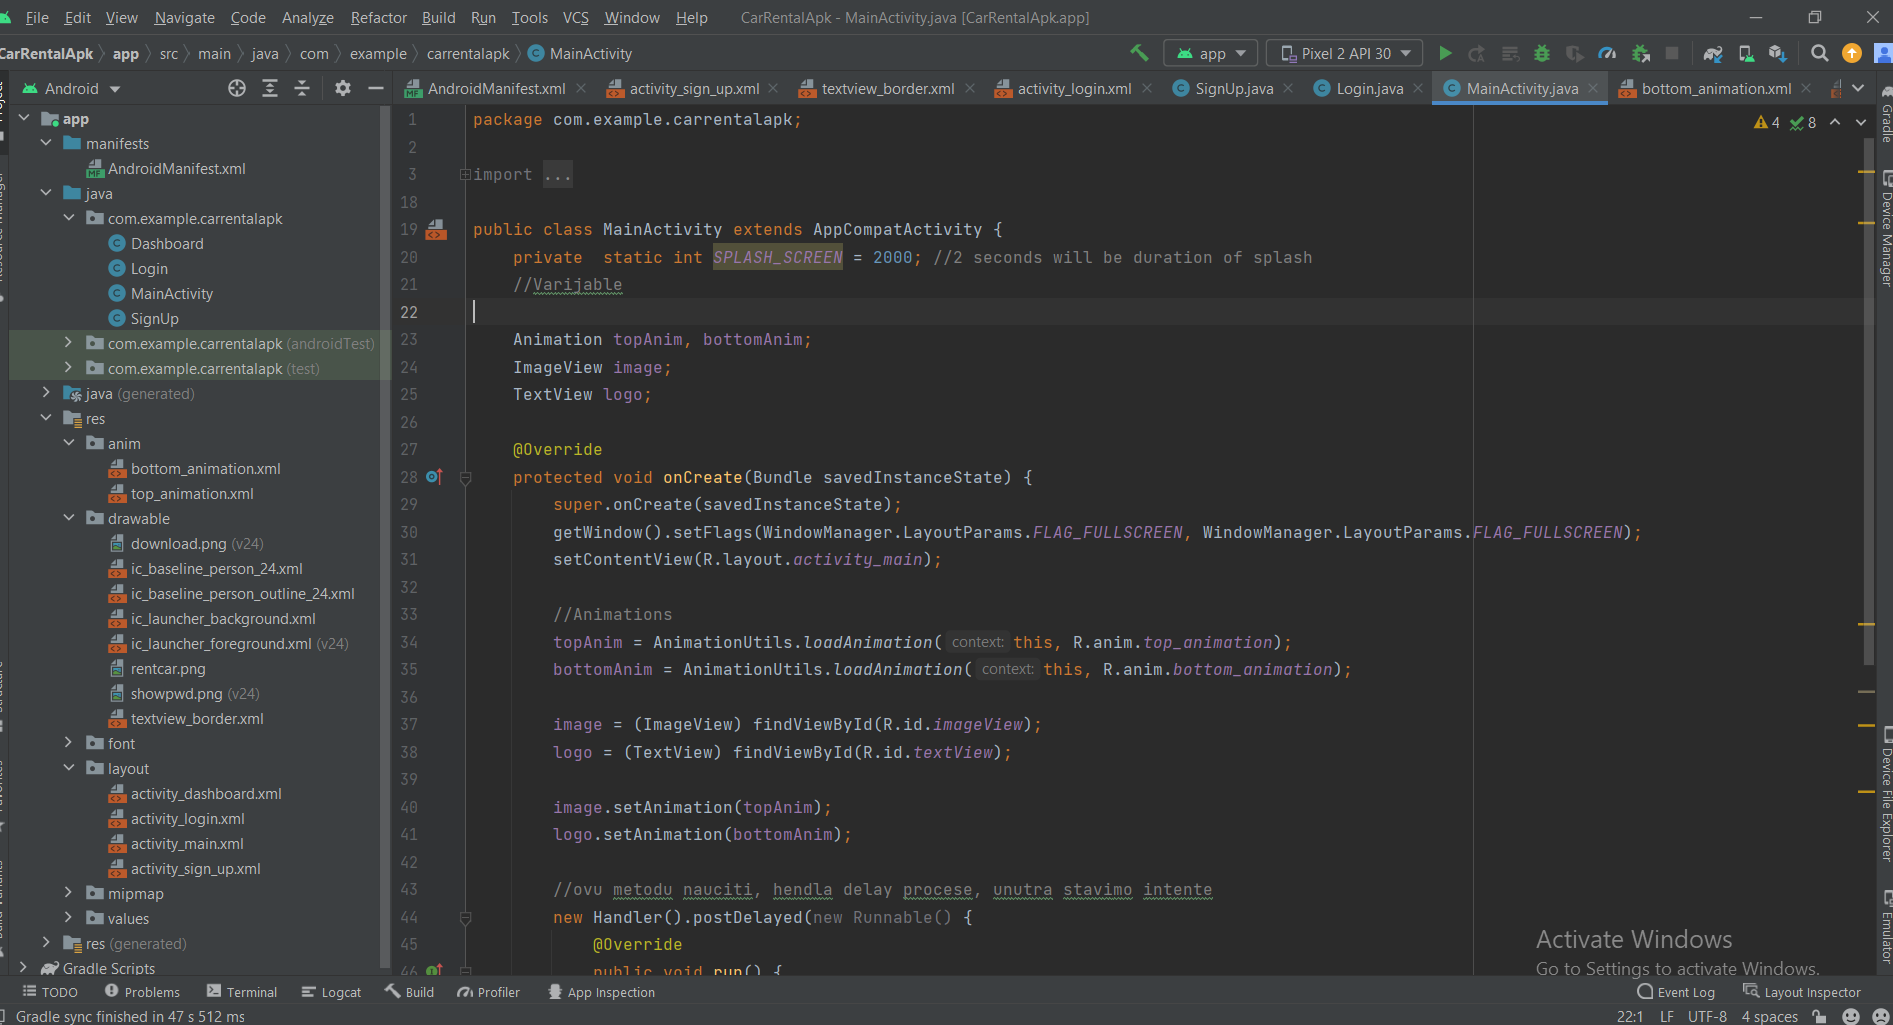 File Edit View Navigate Code Analyze Refactor Build Run Tools VCS Window Help CarRentalApk - MainActivity.java [CarRentalApk.app]
CarRentalApk app src main java com example carrentalapk MainActivity app Pixel 2 API 30
Android AndroidManifest.xml activity_sign_up.xml textview_border.xml activity_login.xml SignUp.java Login.java MainActivity.java bottom_animation.xml
app
manifests
AndroidManifest.xml
java
com.example.carrentalapk
Dashboard
Login
MainActivity
SignUp
com.example.carrentalapk (androidTest)
com.example.carrentalapk (test)
java (generated)
res
anim
bottom_animation.xml
top_animation.xml
drawable
download.png (v24)
ic_baseline_person_24.xml
ic_baseline_person_outline_24.xml
ic_launcher_background.xml
ic_launcher_foreground.xml (v24)
rentcar.png
showpwd.png (v24)
textview_border.xml
font
layout
activity_dashboard.xml
activity_login.xml
activity_main.xml
activity_sign_up.xml
mipmap
values
res (generated)
Gradle Scripts
4 8
1 package com.example.carrentalapk;
2
3 import ...
18
19 public class MainActivity extends AppCompatActivity {
20 private static int SPLASH_SCREEN = 2000; //2 seconds will be duration of splash
21 //Varijable
22
23 Animation topAnim, bottomAnim;
24 ImageView image;
25 TextView logo;
26
27 @Override
28 protected void onCreate(Bundle savedInstanceState) {
29 super.onCreate(savedInstanceState);
30 getWindow().setFlags(WindowManager.LayoutParams.FLAG_FULLSCREEN, WindowManager.LayoutParams.FLAG_FULLSCREEN);
31 setContentView(R.layout.activity_main);
32
33 //Animations
34 topAnim = AnimationUtils.loadAnimation( context: this, R.anim.top_animation);
35 bottomAnim = AnimationUtils.loadAnimation( context: this, R.anim.bottom_animation);
36
37 image = (ImageView) findViewById(R.id.imageView);
38 logo = (TextView) findViewById(R.id.textView);
39
40 image.setAnimation(topAnim);
41 logo.setAnimation(bottomAnim);
42
43 //ovu metodu nauciti, hendla delay procese, unutra stavimo intente
44 new Handler().postDelayed(new Runnable() {
45 @Override
46 public void run() {
Gradle
Device Manager
Device File Explorer
Emulator
Activate Windows
Go to Settings to activate Windows.
TODO Problems Terminal Logcat Build Profiler App Inspection Event Log Layout Inspector
Gradle sync finished in 47 s 512 ms 22:1 LF UTF-8 4 spaces